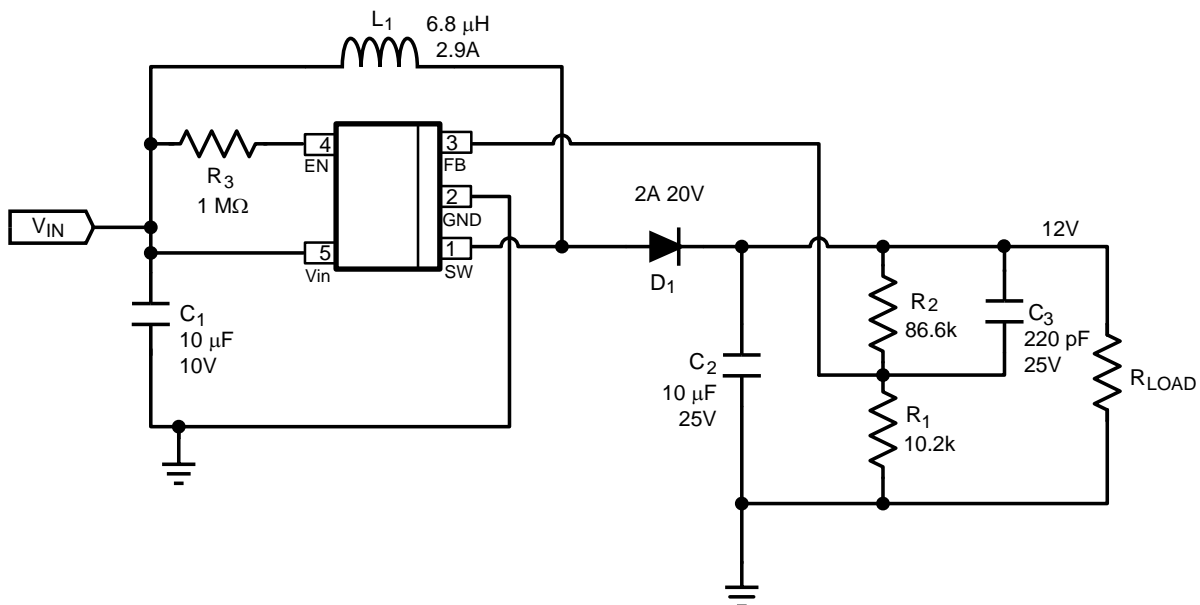 L1
6.8 μH
2.9A
4
EN
3
FB
R3
1 MΩ
2
GND
VIN
5
Vin
1
SW
2A 20V
D1
12V
C1
10 μF
10V
R2
86.6k
C3
220 pF
25V
C2
10 μF
25V
RLOAD
R1
10.2k